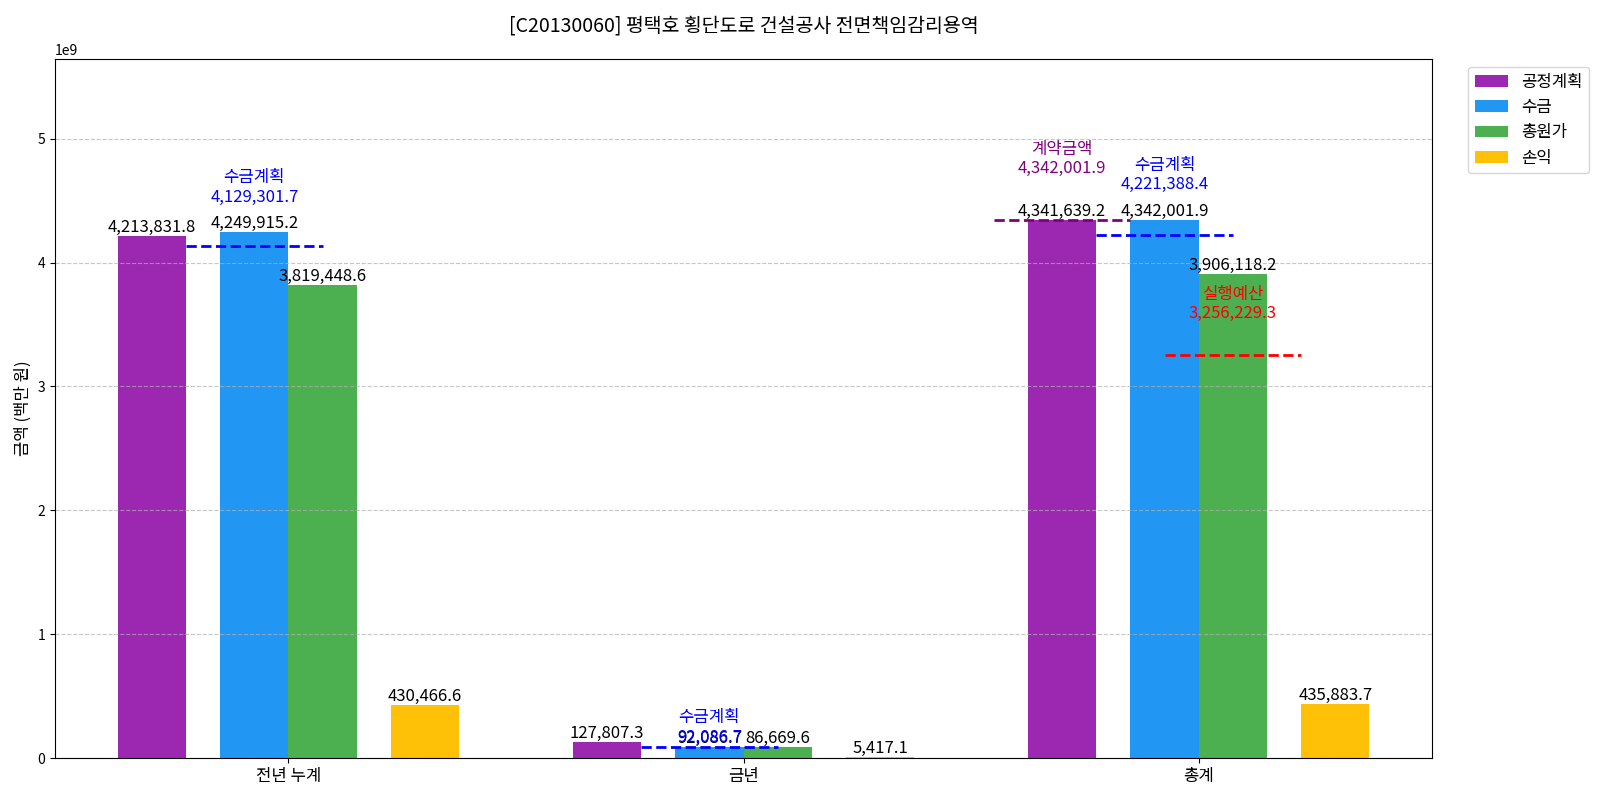 [C20130060] 평택호 횡단도로 건설공사 전면책임감리용역
1e9
공정계획
수금
총원가
손익
금액 (백만 원)
5
4
3
2
1
0
수금계획
4,129,301.7
4,213,831.8
4,249,915.2
3,819,448.6
430,466.6
수금계획
92,086.7
127,807.3
92,086.7
86,669.6
5,417.1
계약금액
4,342,001.9
수금계획
4,221,388.4
4,341,639.2
4,342,001.9
3,906,118.2
실행예산
3,256,229.3
435,883.7
전년 누계
금년
총계